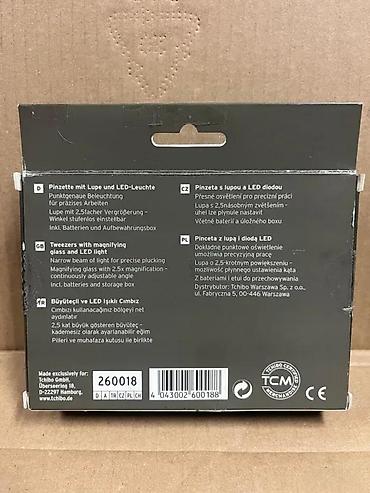 D
Pinzette mit Lupe und LED-Leuchte
Punktgenaue Beleuchtung
für präzises Arbeiten
Lupe mit 2,5facher Vergrößerung –
Winkel stufenlos einstellbar
Inkl. Batterien und Aufbewahrungsbox
GB
Tweezers with magnifying
glass and LED light
Narrow beam of light for precise plucking
Magnifying glass with 2.5x magnification –
continuously adjustable angle
Incl. batteries and storage box
TR
Büyüteçli ve LED Işıklı Cımbız
Cımbızı kullanacağınız bölgeyi net
aydınlatır
2,5 kat büyük gösteren büyüteç –
kademesiz olarak ayarlanabilir eğim
Pilleri ve muhafaza kutusu ile birlikte
CZ
Pinzeta s lupou a LED diodou
Přesné osvětlení pro precizní práci
Lupa s 2,5násobným zvětšením –
úhel lze plynule nastavit
Včetně baterií a úložného boxu
PL
Pinceta z lupą i diodą LED
Dokładne punktowe oświetlenie
umożliwia precyzyjną pracę
Lupa o 2,5-krotnym powiększeniu –
możliwość płynnego ustawienia kąta
Z bateriami i etui do przechowywania
Dystrybutor: Tchibo Warszawa Sp. z o.o.,
ul. Fabryczna 5, 00-446 Warszawa
Made exclusively for:
Tchibo GmbH,
Überseering 18,
D-22297 Hamburg,
www.tchibo.de
260018
D A TR CZ PL CH
4 043002 600188
TCHIBO CERTIFIED
TCM
MERCHANDISE
CE